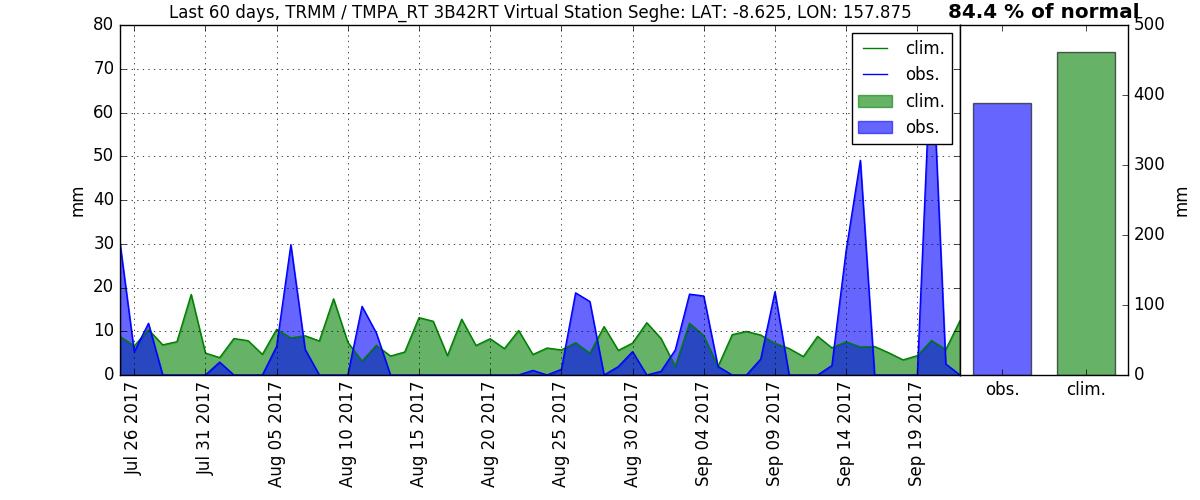 Last 60 days, TRMM / TMPA_RT 3B42RT Virtual Station Seghe: LAT: -8.625, LON: 157.875
84.4 % of normal
80
70
60
50
40
30
20
10
0
mm
clim.
obs.
clim.
obs.
500
400
300
200
100
0
mm
Jul 26 2017
Jul 31 2017
Aug 05 2017
Aug 10 2017
Aug 15 2017
Aug 20 2017
Aug 25 2017
Aug 30 2017
Sep 04 2017
Sep 09 2017
Sep 14 2017
Sep 19 2017
obs.
clim.